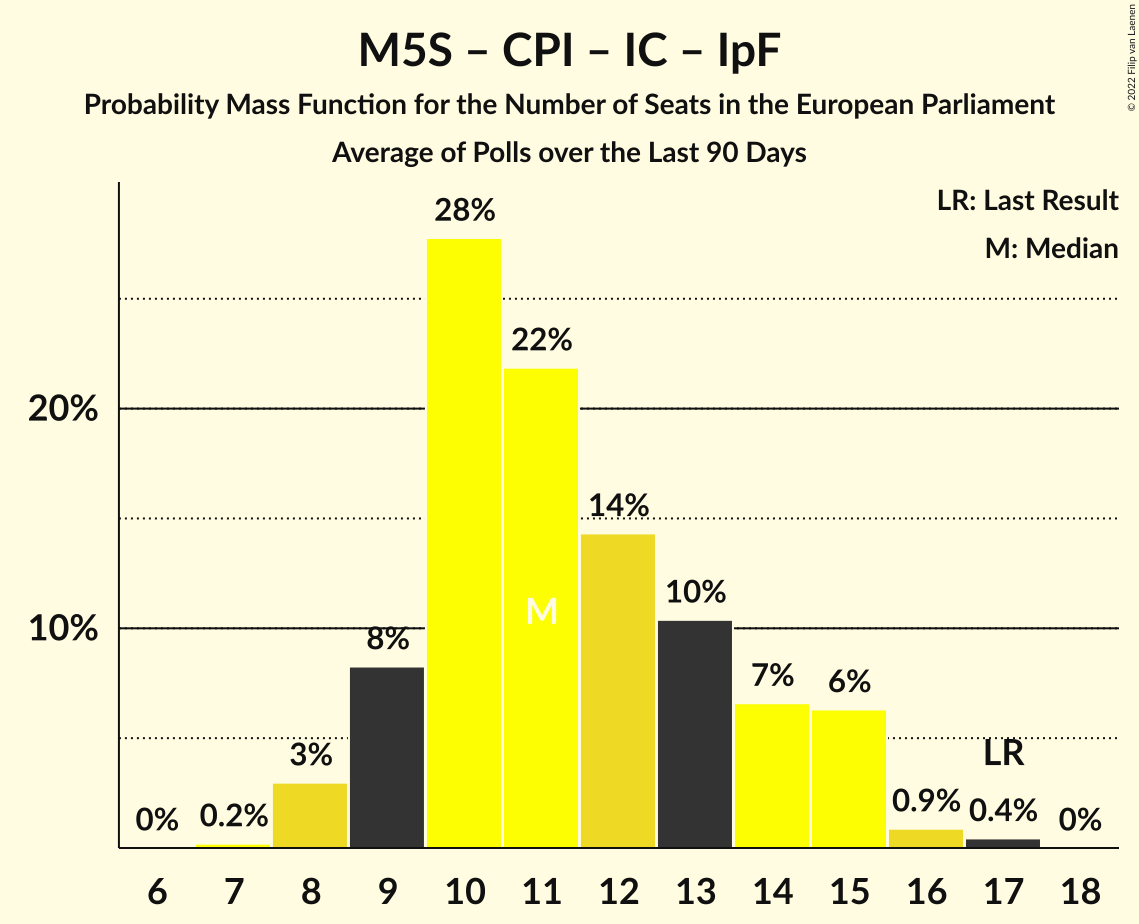 M5S – CPI – IC – IpF
Probability Mass Function for the Number of Seats in the European Parliament
Average of Polls over the Last 90 Days
© 2022 Filip van Laenen
LR: Last Result
M: Median
28%
22%
20%
14%
10%
M
10%
8%
7%
6%
3%
LR
0%
0.2%
0.9%
0.4%
0%
6 7 8 9 10 11 12 13 14 15 16 17 18